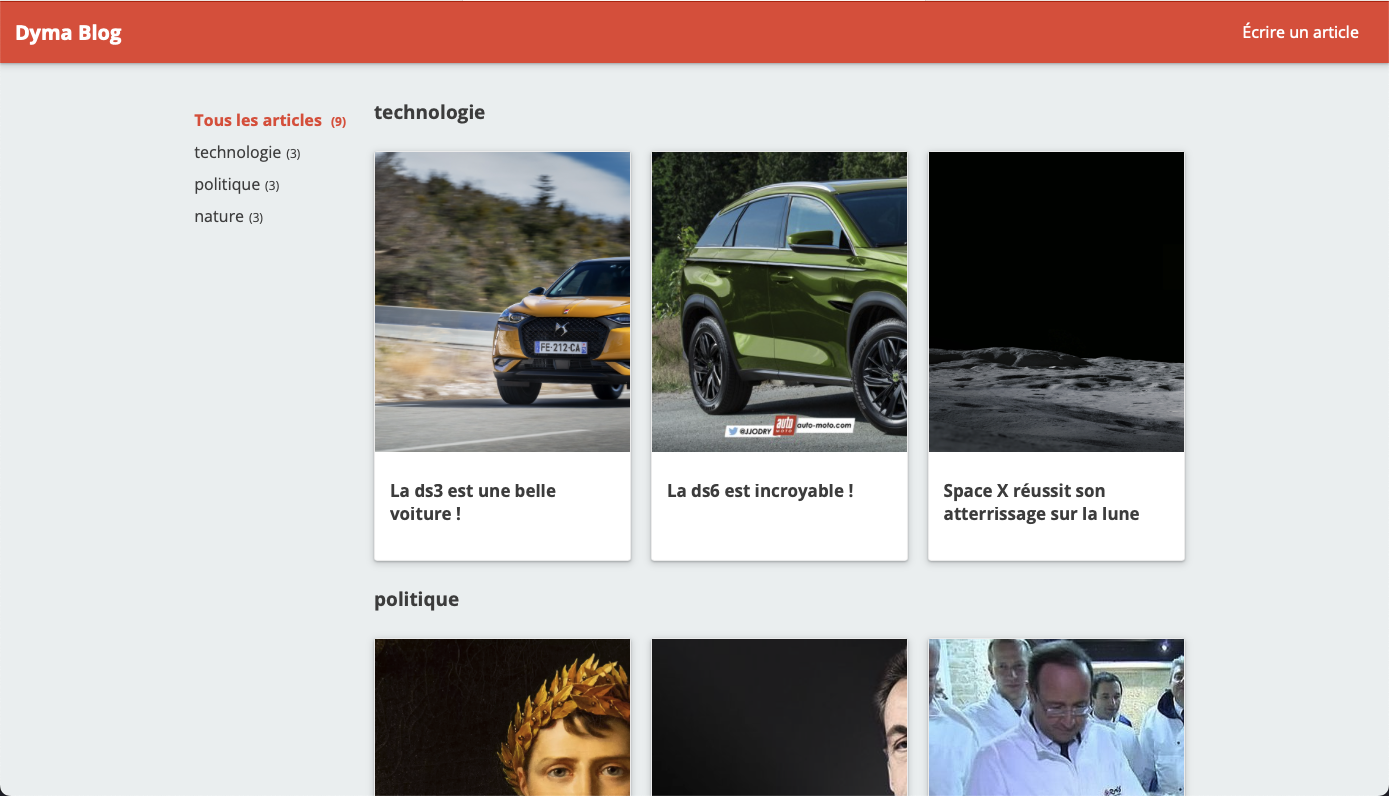 Dyma Blog
Écrire un article
Tous les articles (9)
technologie (3)
politique (3)
nature (3)
technologie
FE-212-CA
@JJODRY auto moto auto-moto.com
La ds3 est une belle
voiture !
La ds6 est incroyable !
Space X réussit son
atterrissage sur la lune
politique